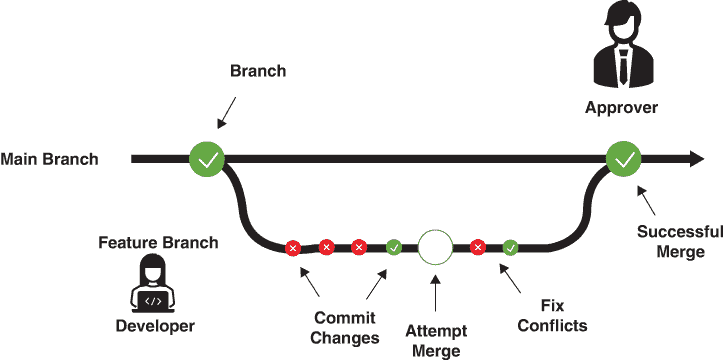 Branch
Approver
Main Branch
Feature Branch
Successful
Merge
</>
Developer
Commit
Changes
Attempt
Merge
Fix
Conflicts